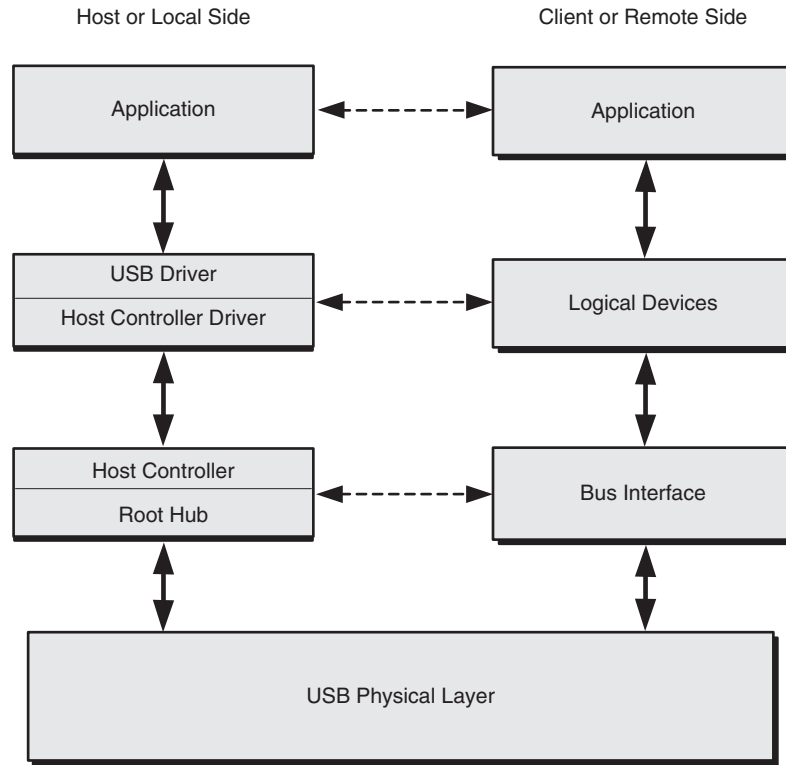 Host or Local Side
Client or Remote Side
Application
Application
USB Driver
Host Controller Driver
Logical Devices
Host Controller
Root Hub
Bus Interface
USB Physical Layer